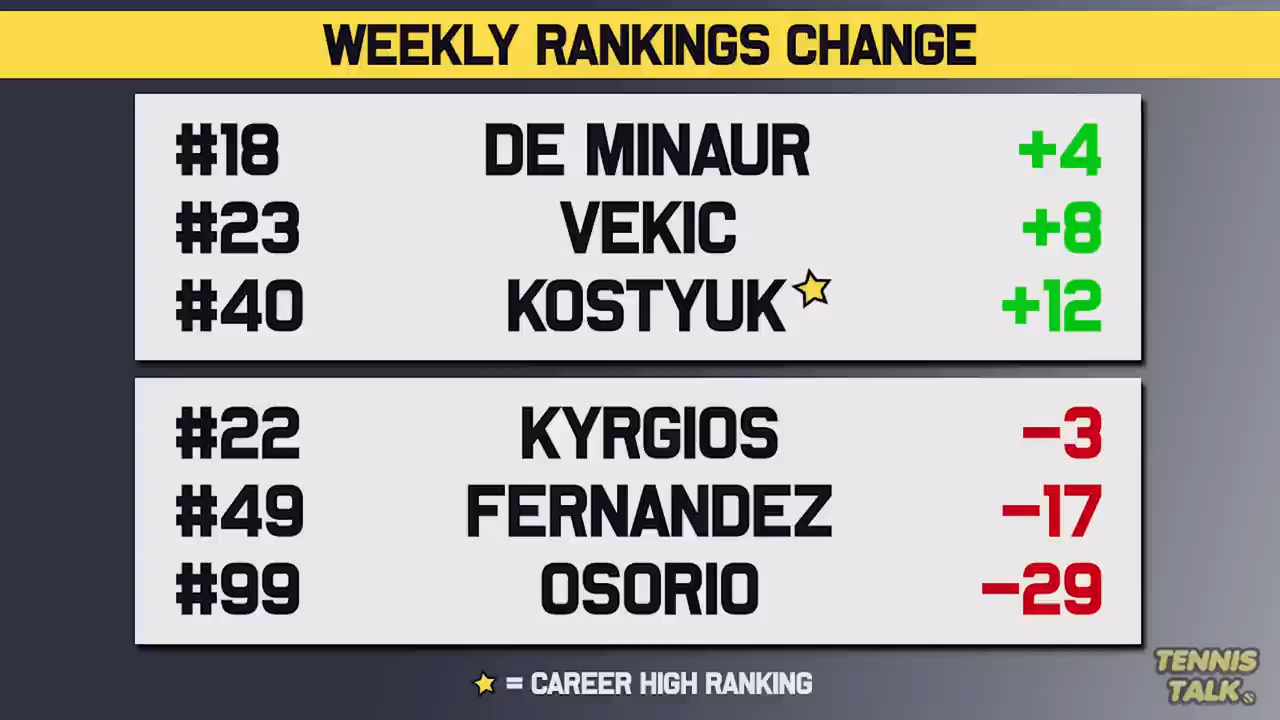 WEEKLY RANKINGS CHANGE
#18 DE MINAUR +4
#23 VEKIC +8
#40 KOSTYUK +12
#22 KYRGIOS -3
#49 FERNANDEZ -17
#99 OSORIO -29
= CAREER HIGH RANKING
TENNIS
TALK